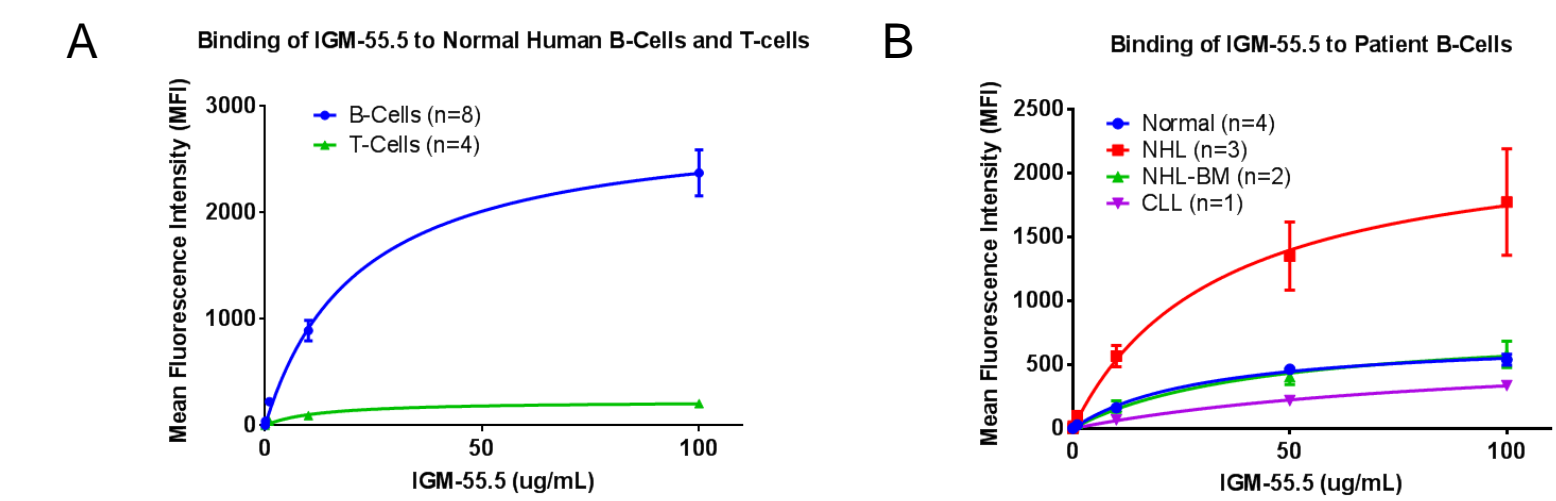 A
Binding of IGM-55.5 to Normal Human B-Cells and T-cells
Mean Fluorescence Intensity (MFI)
3000
2000
1000
0
B-Cells (n=8)
T-Cells (n=4)
0
50
100
IGM-55.5 (ug/mL)
B
Binding of IGM-55.5 to Patient B-Cells
Mean Fluorescence Intensity (MFI)
2500
2000
1500
1000
500
0
Normal (n=4)
NHL (n=3)
NHL-BM (n=2)
CLL (n=1)
0
50
100
IGM-55.5 (ug/mL)